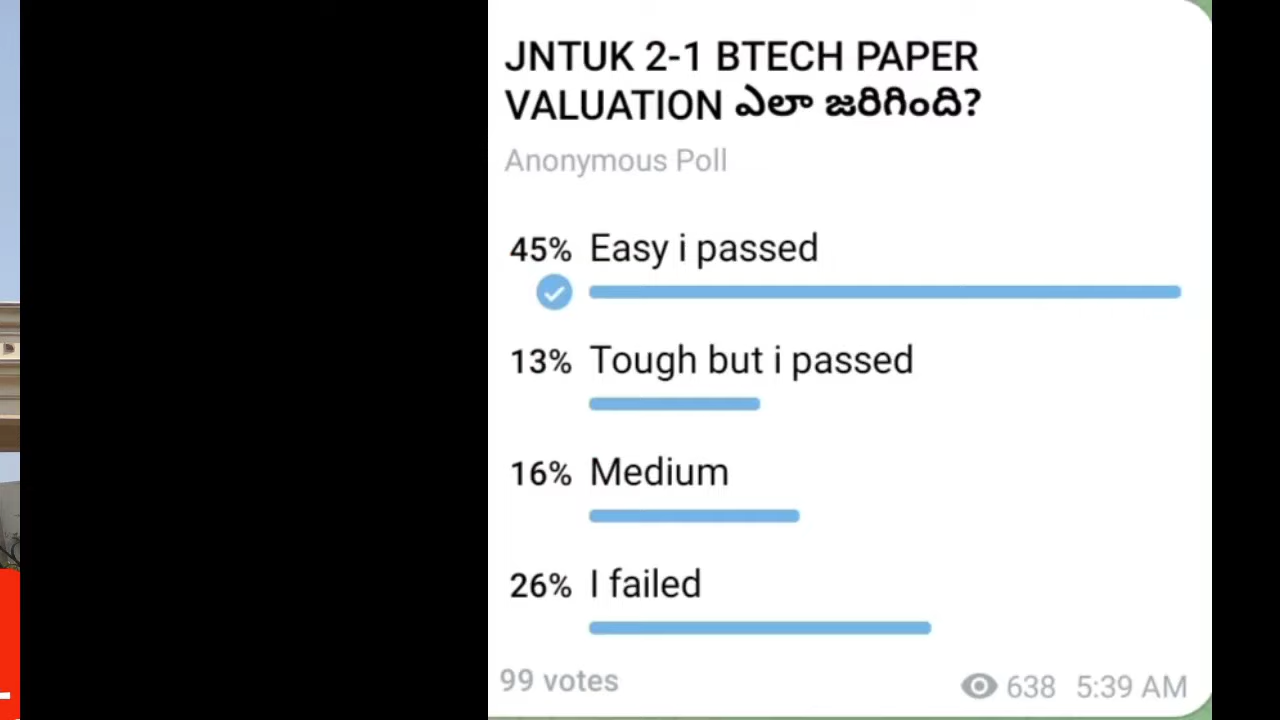 JNTUK 2-1 BTECH PAPER
VALUATION ఎలా జరిగింది?
Anonymous Poll
45% Easy i passed
13% Tough but i passed
16% Medium
26% I failed
99 votes 638 5:39 AM